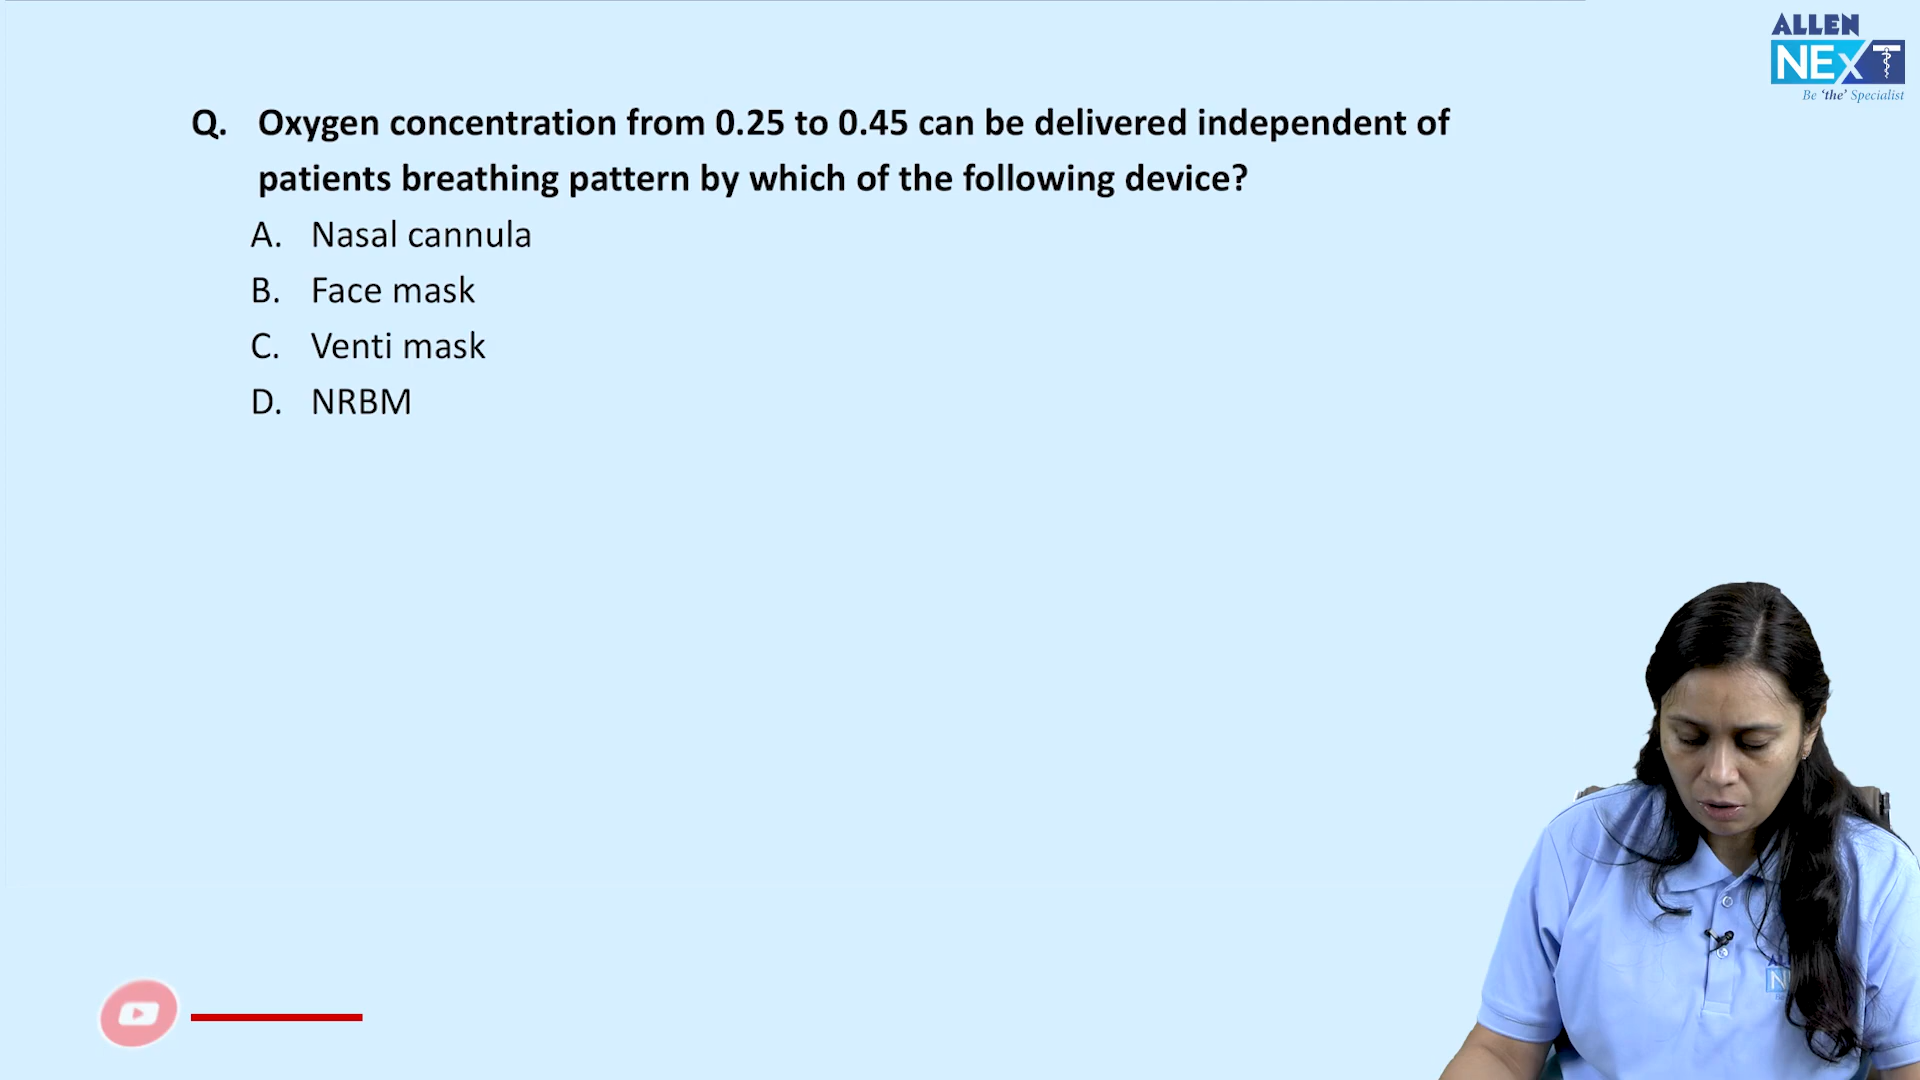 ALLEN
NEXT
Be 'the' Specialist
Q. Oxygen concentration from 0.25 to 0.45 can be delivered independent of
patients breathing pattern by which of the following device?
A. Nasal cannula
B. Face mask
C. Venti mask
D. NRBM